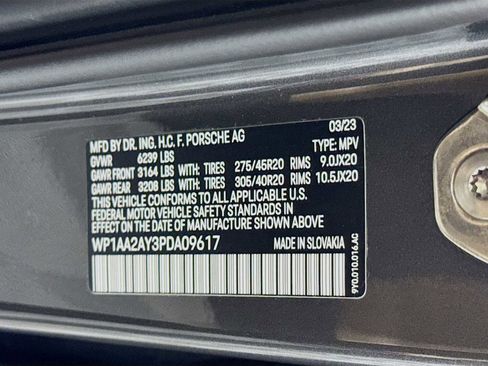 03/23
MFD BY DR. ING. H.C. F. PORSCHE AG
GVWR 6239 LBS TYPE: MPV
GAWR FRONT 3164 LBS WITH: TIRES 275/45R20 RIMS 9.0JX20
GAWR REAR 3208 LBS WITH: TIRES 305/40R20 RIMS 10.5JX20
THIS VEHICLE CONFORMS TO ALL APPLICABLE U.S.
FEDERAL MOTOR VEHICLE SAFETY STANDARDS IN
EFFECT ON THE DATE OF MANUFACTURE SHOWN ABOVE
WP1AA2AY3PDA09617 MADE IN SLOVAKIA
9Y0.010.016.AC